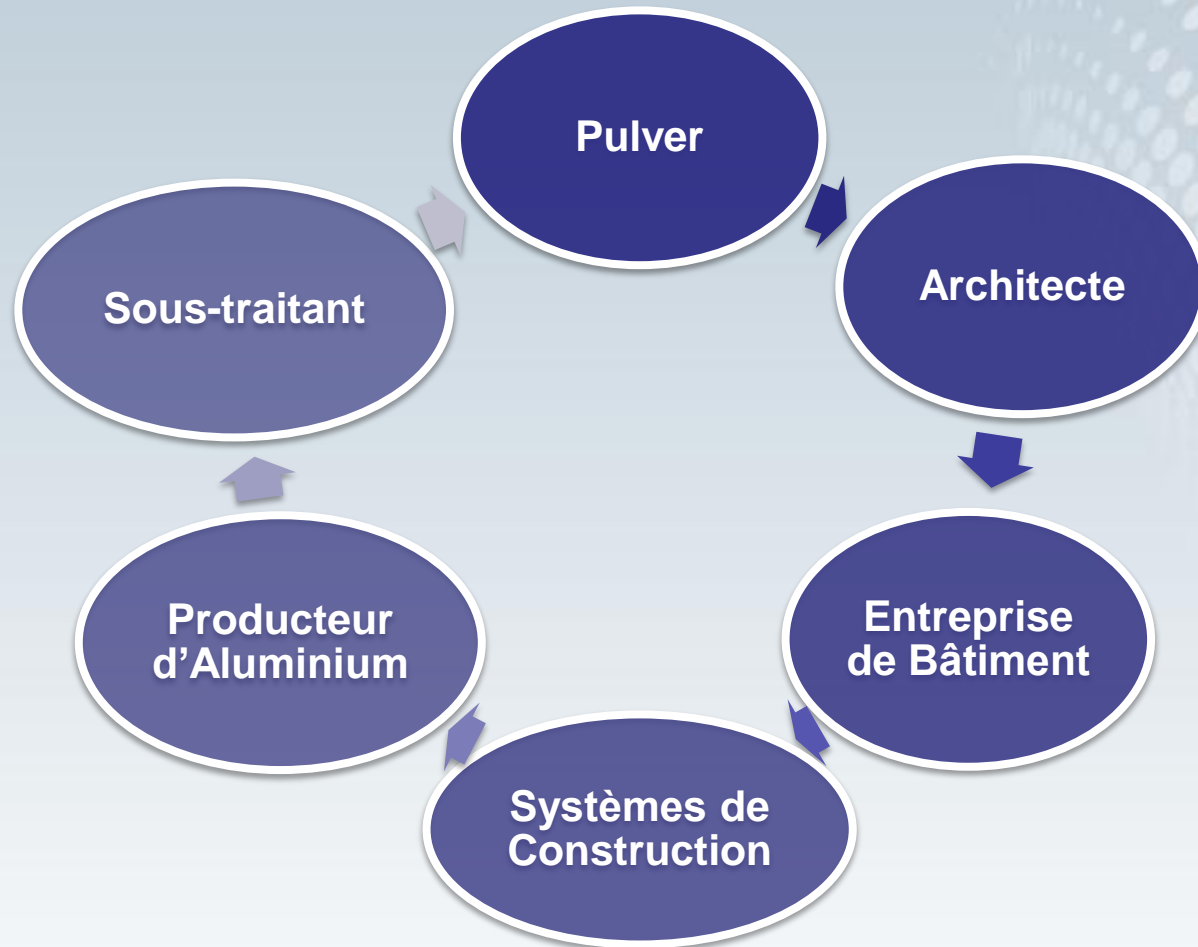 Pulver
Architecte
Entreprise
de Bâtiment
Systèmes de
Construction
Producteur
d’Aluminium
Sous-traitant